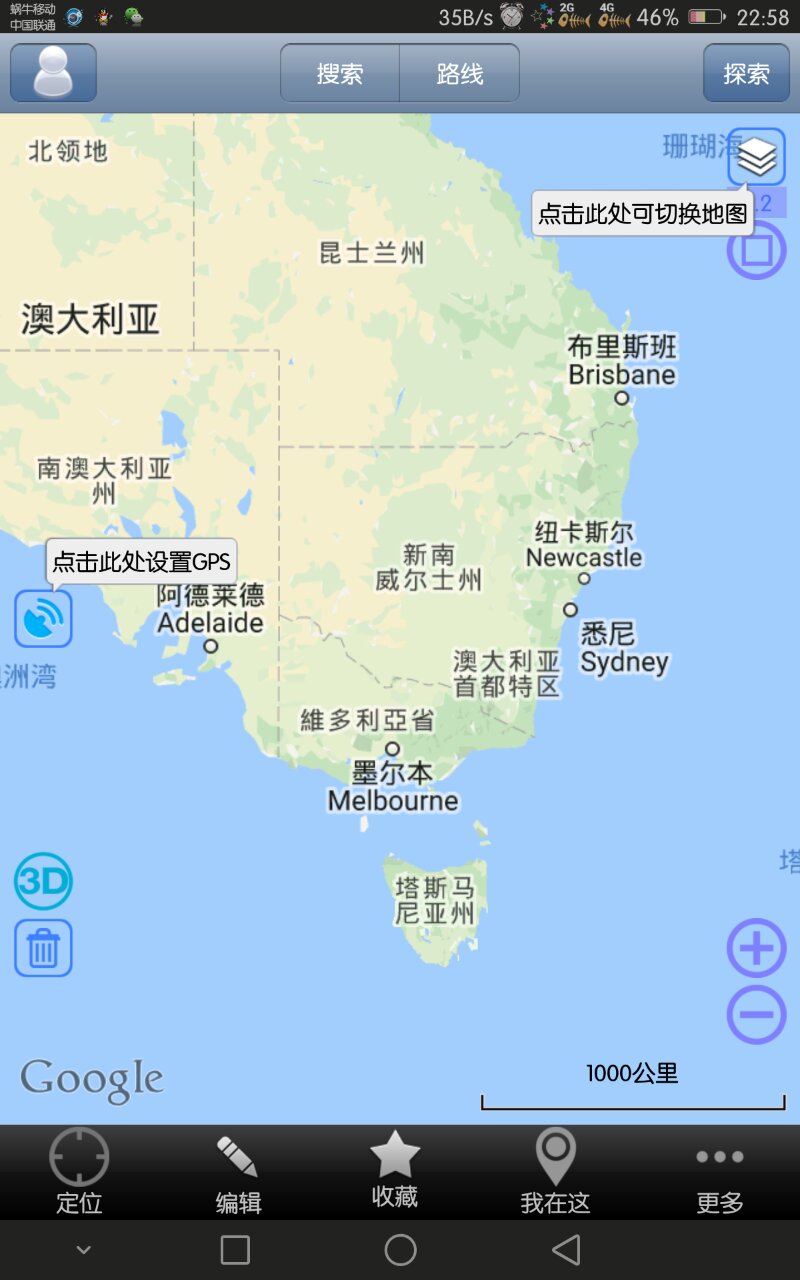 蜗牛移动
中国联通
35B/s
2G
4G
46%
22:58
搜索
路线
探索
北领地
珊瑚海
.2
点击此处可切换地图
昆士兰州
澳大利亚
布里斯班
Brisbane
南澳大利亚
州
纽卡斯尔
Newcastle
新南
威尔士州
点击此处设置GPS
阿德莱德
Adelaide
悉尼
Sydney
澳大利亚
首都特区
洲湾
維多利亞省
墨尔本
Melbourne
塔
3D
塔斯马
尼亚州
Google
1000公里
定位
编辑
收藏
我在这
更多